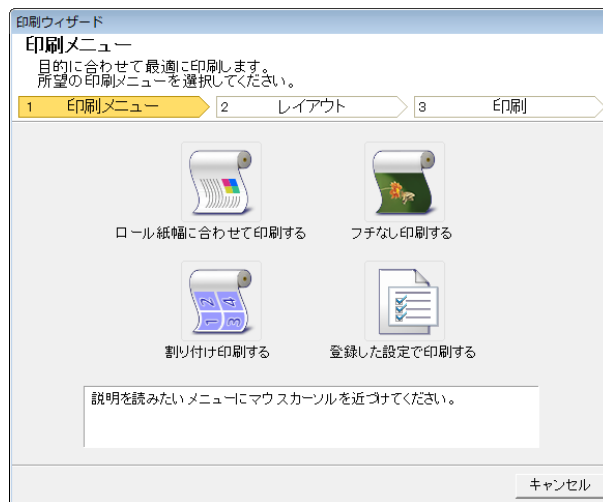 印刷ウィザード
印刷メニュー
目的に合わせて最適に印刷します。
所望の印刷メニューを選択してください。
1 印刷メニュー 2 レイアウト 3 印刷
ロール紙幅に合わせて印刷する フチなし印刷する
1 2 3 4
割り付け印刷する 登録した設定で印刷する
説明を読みたいメニューにマウスカーソルを近づけてください。
キャンセル